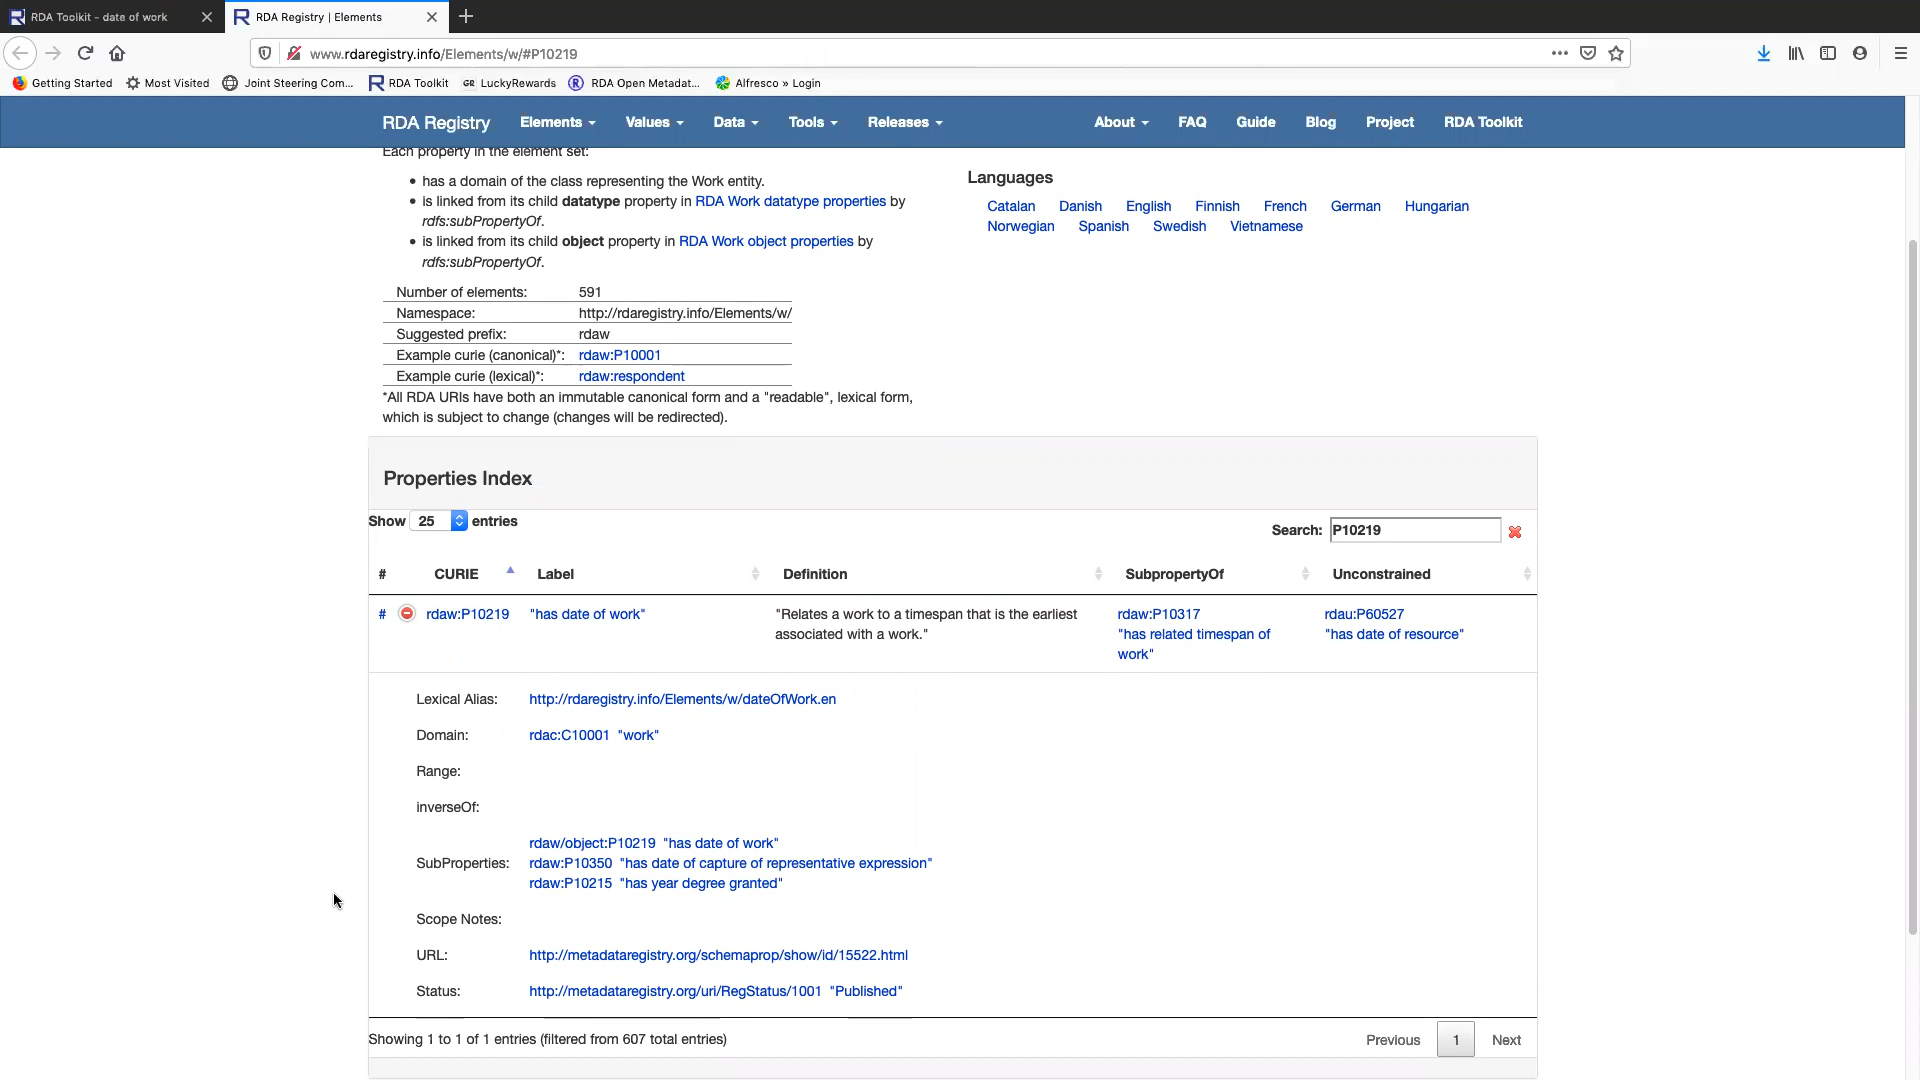 RDA Toolkit - date of work
RDA Registry | Elements
www.rdaregistry.info/Elements/w/#P10219
Getting Started Most Visited Joint Steering Com... RDA Toolkit GR LuckyRewards RDA Open Metadat... Alfresco » Login
RDA Registry Elements Values Data Tools Releases About FAQ Guide Blog Project RDA Toolkit
Each property in the element set:
• has a domain of the class representing the Work entity.
• is linked from its child datatype property in RDA Work datatype properties by
rdfs:subPropertyOf.
• is linked from its child object property in RDA Work object properties by
rdfs:subPropertyOf.
Languages
Catalan Danish English Finnish French German Hungarian
Norwegian Spanish Swedish Vietnamese
Number of elements: 591
Namespace: http://rdaregistry.info/Elements/w/
Suggested prefix: rdaw
Example curie (canonical)*: rdaw:P10001
Example curie (lexical)*: rdaw:respondent
*All RDA URIs have both an immutable canonical form and a "readable", lexical form,
which is subject to change (changes will be redirected).
Properties Index
Show 25 entries
Search: P10219
# CURIE Label Definition SubpropertyOf Unconstrained
# rdaw:P10219 "has date of work" "Relates a work to a timespan that is the earliest rdaw:P10317 rdau:P60527
associated with a work." "has related timespan of "has date of resource"
work"
Lexical Alias: http://rdaregistry.info/Elements/w/dateOfWork.en
Domain: rdac:C10001 "work"
Range:
inverseOf:
rdaw/object:P10219 "has date of work"
SubProperties: rdaw:P10350 "has date of capture of representative expression"
rdaw:P10215 "has year degree granted"
Scope Notes:
URL: http://metadataregistry.org/schemaprop/show/id/15522.html
Status: http://metadataregistry.org/uri/RegStatus/1001 "Published"
Showing 1 to 1 of 1 entries (filtered from 607 total entries)
Previous 1 Next